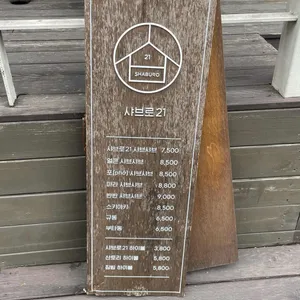 21
SHABURO
샤브로21
샤브로21 샤브샤브 7,500
얼큰 샤브샤브 8,500
포(pho) 샤브샤브 8,500
마라 샤브샤브 8,800
반반 샤브샤브 9,000
스키야키 8,500
규동 6,500
부타동 6,500
샤브로21 하이볼 3,800
산토리 하이볼 5,800
짐빔 하이볼 5,800